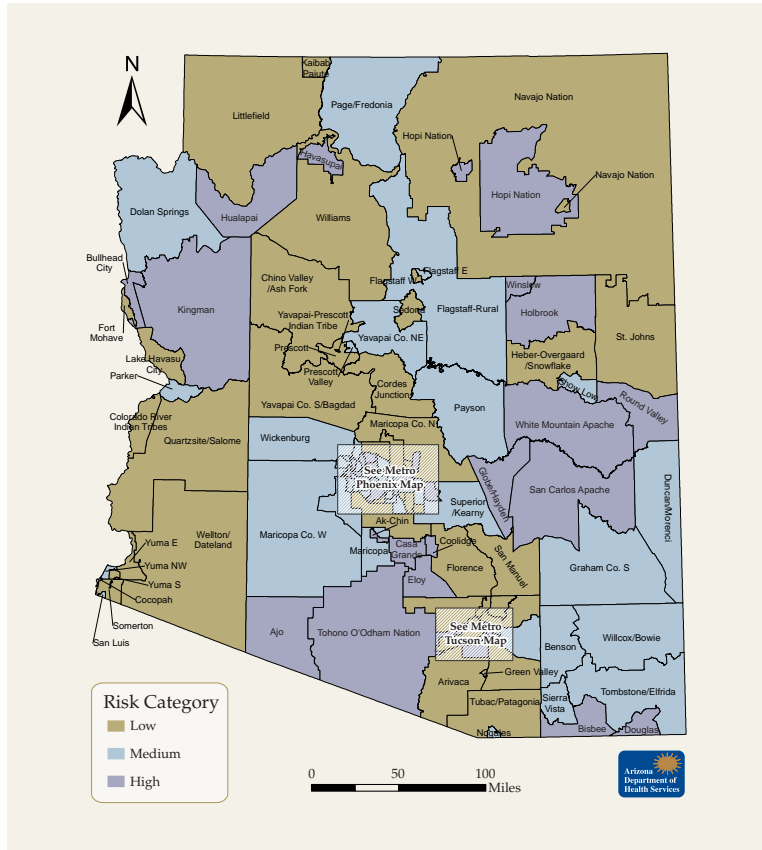 N
Kaibab
Paiute
Page/Fredonia
Navajo Nation
Littlefield
Hopi Nation
Havasupai
Navajo Nation
Hopi Nation
Dolan Springs
Hualapai
Williams
Bullhead
City
Flagstaff E
Chino Valley
/Ash Fork
Flagstaff W
Winslow
Kingman
Sedona
Flagstaff-Rural
Holbrook
Yavapai-Prescott
Indian Tribe
Fort
Mohave
Yavapai Co. NE
St. Johns
Prescott
Lake Havasu
City
Heber-Overgaard
/Snowflake
Parker
Prescott
Valley
Cordes
Junction
Show Low
Round Valley
Yavapai Co. S/Bagdad
Payson
Colorado River
Indian Tribes
Maricopa Co. N
White Mountain Apache
Quartzsite/Salome
Wickenburg
See Metro
Phoenix Map
Globe/Hayden
San Carlos Apache
Duncan/Morenci
Superior
/Kearny
Ak-Chin
Wellton/
Dateland
Maricopa Co. W
Yuma E
Maricopa
Casa
Grande
Coolidge
San Manuel
Yuma NW
Florence
Graham Co. S
Eloy
Yuma S
Cocopah
Somerton
San Luis
Ajo
Tohono O'Odham Nation
See Metro
Tucson Map
Benson
Willcox/Bowie
Green Valley
Arivaca
Tubac/Patagonia
Sierra
Vista
Tombstone/Elfrida
Nogales
Bisbee
Douglas
Risk Category
Low
Medium
High
0 50 100
Miles
Arizona
Department of
Health Services